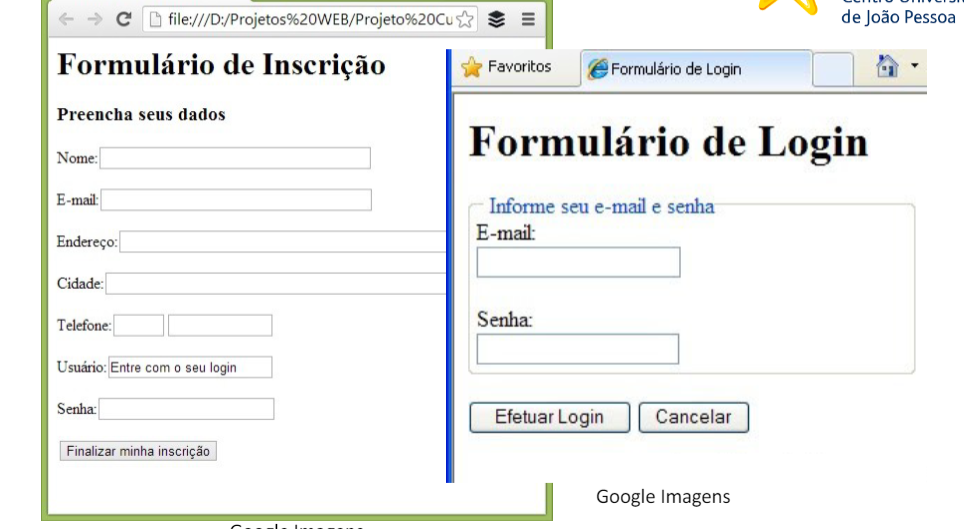 file:///D:/Projetos%20WEB/Projeto%20Cu
Formulário de Inscrição
Preencha seus dados
Nome:
E-mail:
Endereço:
Cidade:
Telefone:
Usuário: Entre com o seu login
Senha:
Finalizar minha inscrição
de João Pessoa
Favoritos
Formulário de Login
Formulário de Login
Informe seu e-mail e senha
E-mail:
Senha:
Efetuar Login
Cancelar
Google Imagens
Google Imagens